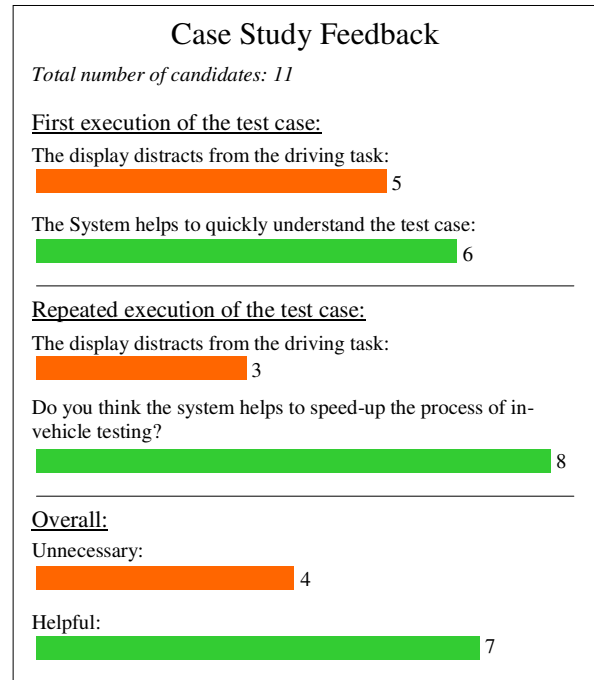 Case Study Feedback
Total number of candidates: 11
First execution of the test case:
The display distracts from the driving task:
5
The System helps to quickly understand the test case:
6
Repeated execution of the test case:
The display distracts from the driving task:
3
Do you think the system helps to speed-up the process of in-
vehicle testing?
8
Overall:
Unnecessary:
4
Helpful:
7